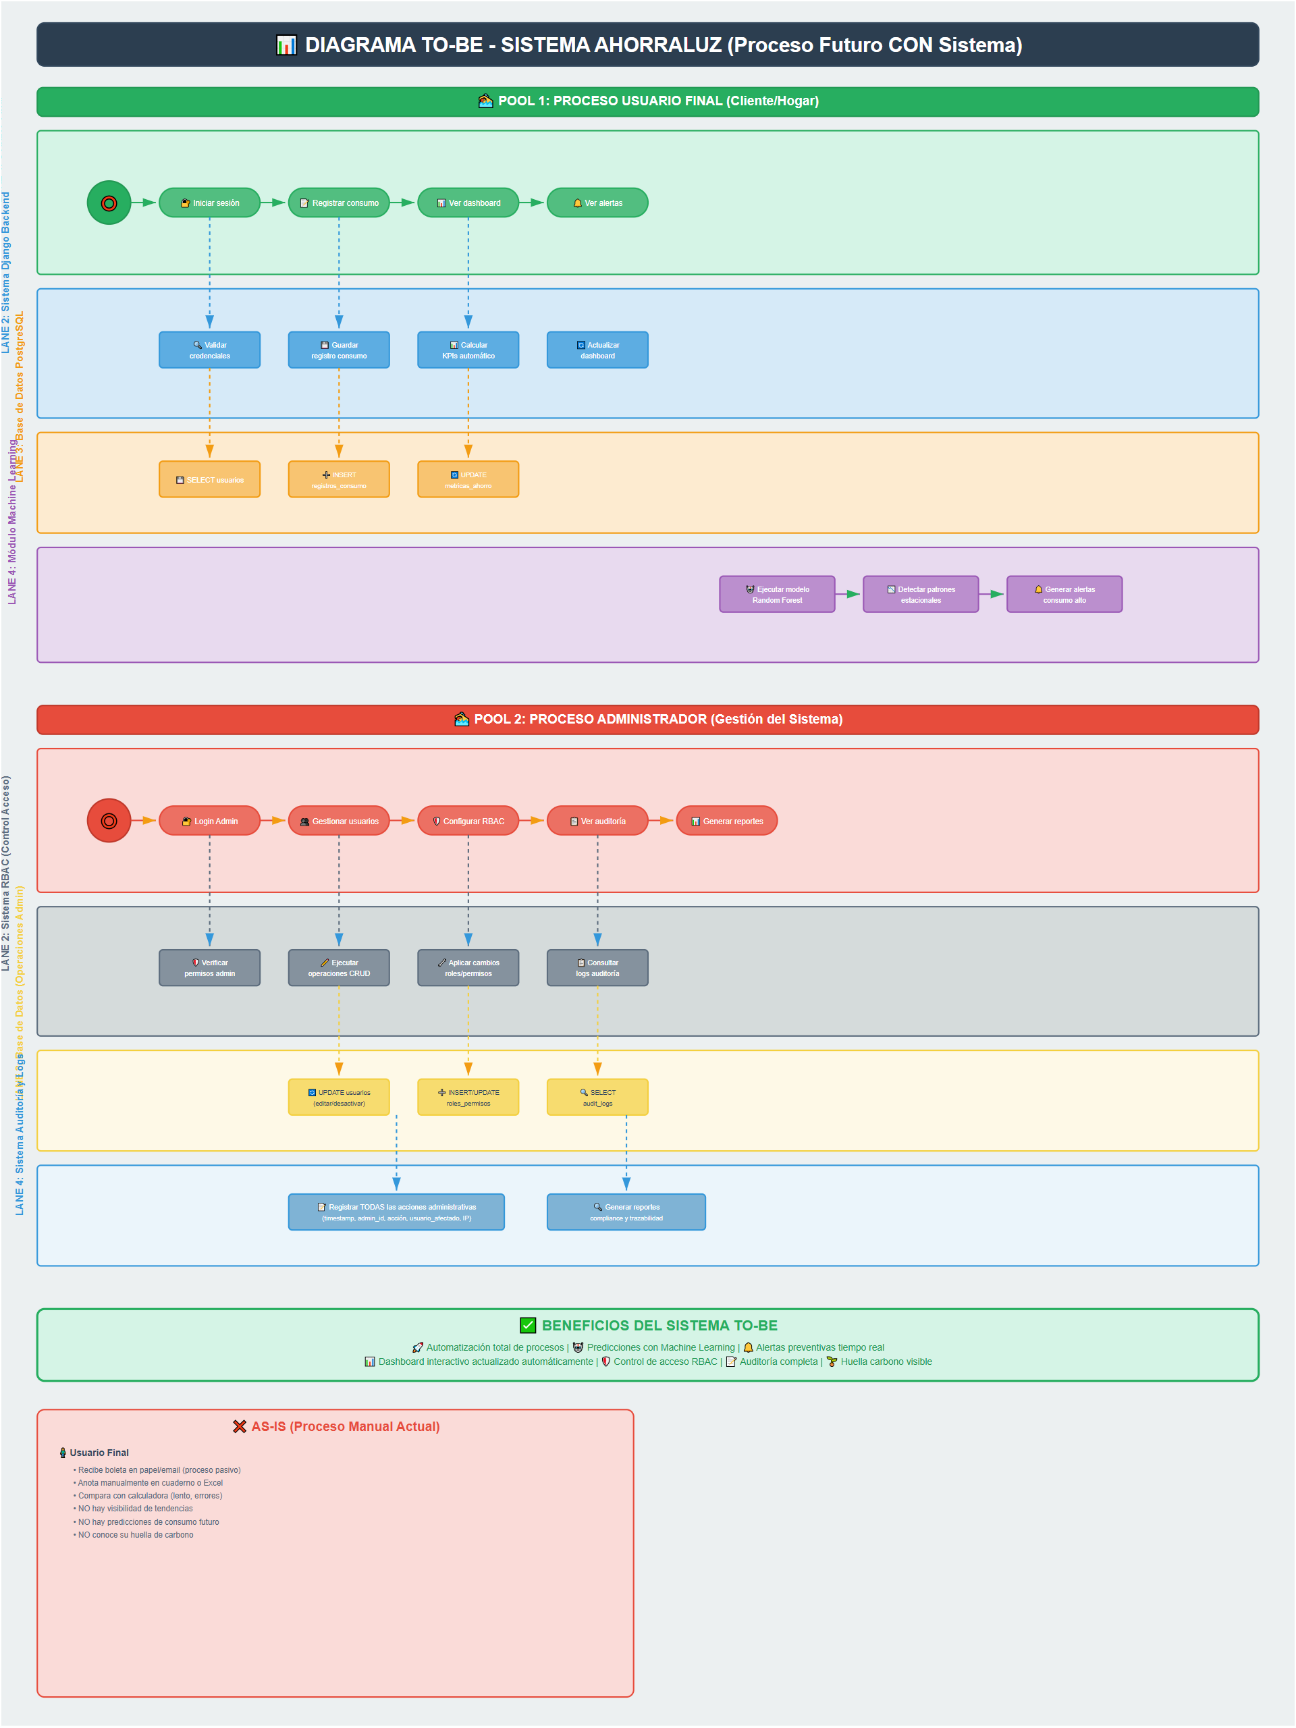 DIAGRAMA TO-BE - SISTEMA AHORRALUZ (Proceso Futuro CON Sistema)
POOL 1: PROCESO USUARIO FINAL (Cliente/Hogar)
Iniciar sesión
Registrar consumo
Ver dashboard
Ver alertas
LANE 2: Sistema Django Backend
Validar
credenciales
Guardar
registro consumo
Calcular
KPIs automático
Actualizar
dashboard
LANE 3: Base de Datos PostgreSQL
SELECT usuarios
INSERT
registros_consumo
UPDATE
metricas_ahorro
LANE 4: Módulo Machine Learning
Ejecutar modelo
Random Forest
Detectar patrones
estacionales
Generar alertas
consumo alto
POOL 2: PROCESO ADMINISTRADOR (Gestión del Sistema)
Login Admin
Gestionar usuarios
Configurar RBAC
Ver auditoría
Generar reportes
LANE 2: Sistema RBAC (Control Acceso)
Verificar
permisos admin
Ejecutar
operaciones CRUD
Aplicar cambios
roles/permisos
Consultar
logs auditoría
Base de Datos (Operaciones Admin)
UPDATE usuarios
(editar/desactivar)
INSERT/UPDATE
roles_permisos
SELECT
audit_logs
LANE 4: Sistema Auditoría y Logs
Registrar TODAS las acciones administrativas
(timestamp, admin_id, acción, usuario_afectado, IP)
Generar reportes
compliance y trazabilidad
BENEFICIOS DEL SISTEMA TO-BE
Automatización total de procesos | Predicciones con Machine Learning | Alertas preventivas tiempo real
Dashboard interactivo actualizado automáticamente | Control de acceso RBAC | Auditoría completa | Huella carbono visible
AS-IS (Proceso Manual Actual)
Usuario Final
• Recibe boleta en papel/email (proceso pasivo)
• Anota manualmente en cuaderno o Excel
• Compara con calculadora (lento, errores)
• NO hay visibilidad de tendencias
• NO hay predicciones de consumo futuro
• NO conoce su huella de carbono